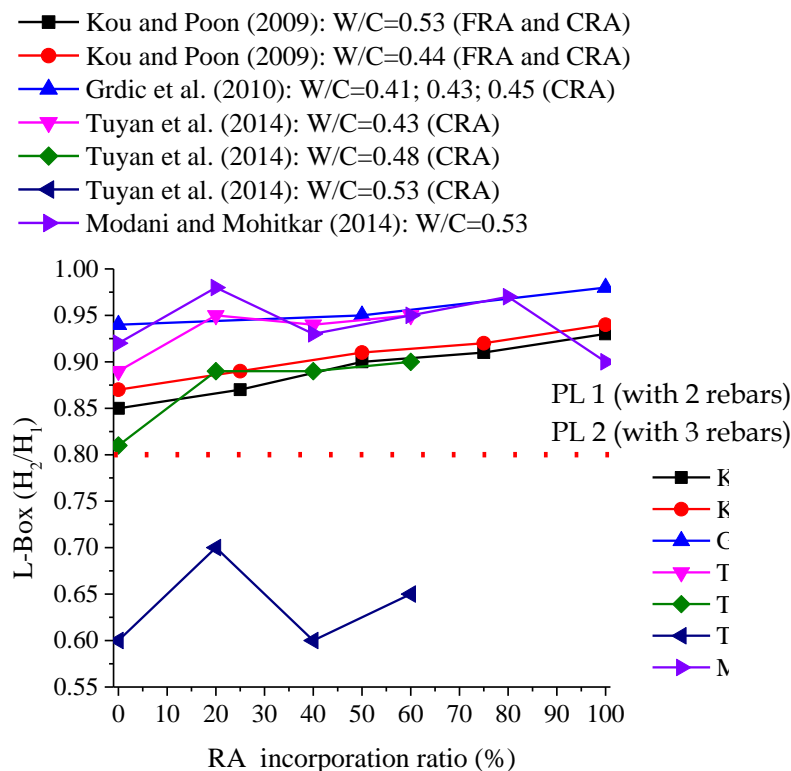 Kou and Poon (2009): W/C=0.53 (FRA and CRA)
Kou and Poon (2009): W/C=0.44 (FRA and CRA)
Grdic et al. (2010): W/C=0.41; 0.43; 0.45 (CRA)
Tuyan et al. (2014): W/C=0.43 (CRA)
Tuyan et al. (2014): W/C=0.48 (CRA)
Tuyan et al. (2014): W/C=0.53 (CRA)
Modani and Mohitkar (2014): W/C=0.53
1.00
0.95
0.90
0.85
0.80
0.75
0.70
0.65
0.60
0.55
L-Box (H₂/H₁)
PL 1 (with 2 rebars)
PL 2 (with 3 rebars)
K
K
G
T
T
T
M
0 10 20 30 40 50 60 70 80 90 100
RA incorporation ratio (%)